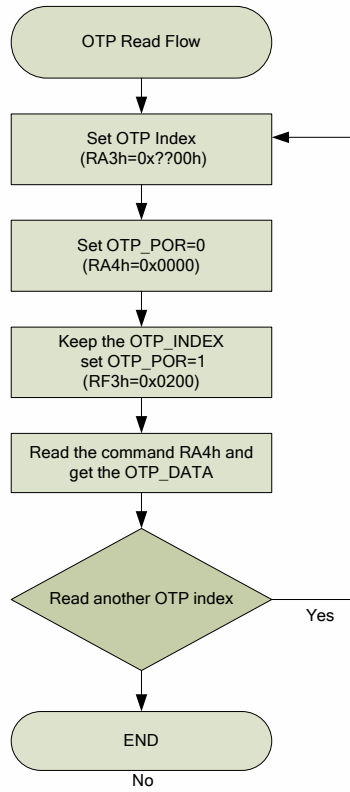 OTP Read Flow
Set OTP Index
(RA3h=0x??00h)
Set OTP_POR=0
(RA4h=0x0000)
Keep the OTP_INDEX
set OTP_POR=1
(RF3h=0x0200)
Read the command RA4h and
get the OTP_DATA
Read another OTP index
Yes
END
No